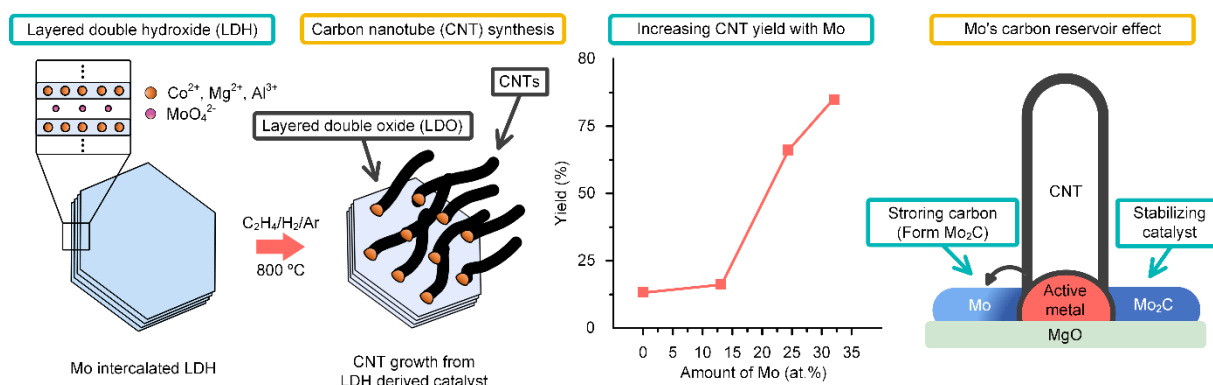 Layered double hydroxide (LDH)
⋮
⋮
Co²⁺, Mg²⁺, Al³⁺
MoO₄²⁻
Mo intercalated LDH
C₂H₄/H₂/Ar
800 ºC
Carbon nanotube (CNT) synthesis
CNTs
Layered double oxide (LDO)
CNT growth from
LDH derived catalyst
Increasing CNT yield with Mo
Yield (%)
80
75
50
25
0
0 5 10 15 20 25 30 35
Amount of Mo (at.%)
Mo's carbon reservoir effect
CNT
Stroring carbon
(Form Mo₂C)
Stabilizing
catalyst
Mo
Active
metal
Mo₂C
MgO